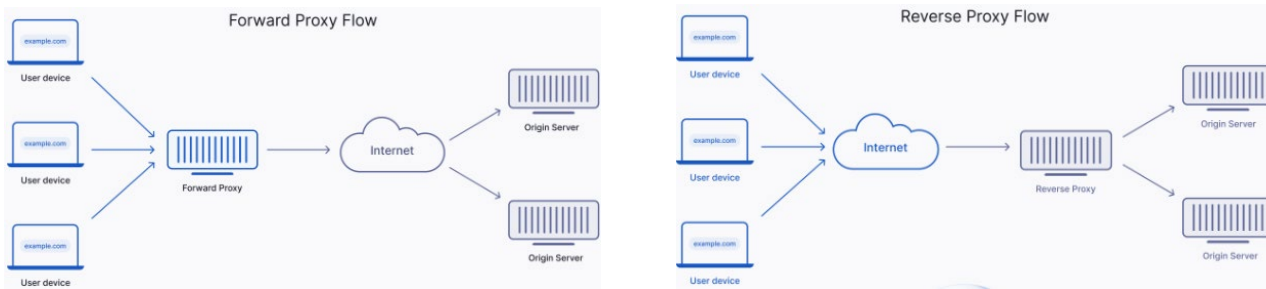 Forward Proxy Flow
example.com
User device
example.com
User device
example.com
User device
Forward Proxy
Internet
Origin Server
Origin Server
Reverse Proxy Flow
example.com
User device
example.com
User device
example.com
User device
Internet
Reverse Proxy
Origin Server
Origin Server